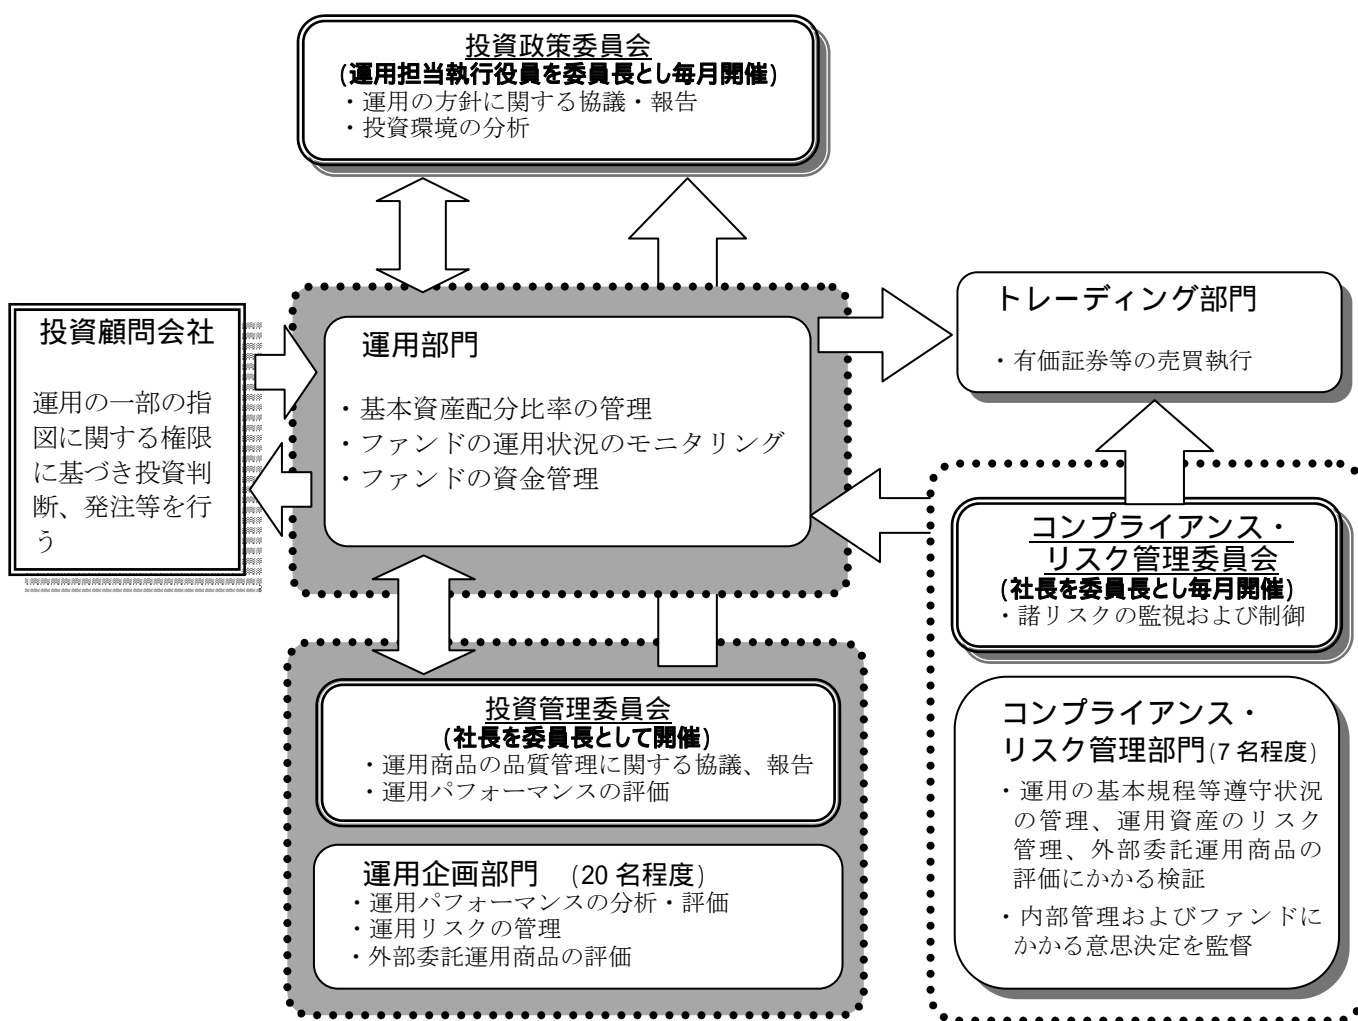 投資政策委員会
(運用担当執行役員を委員長とし毎月開催)
・運用の方針に関する協議・報告
・投資環境の分析
投資顧問会社
運用の一部の指
図に関する権限
に基づき投資判
断、発注等を行
う
運用部門
・基本資産配分比率の管理
・ファンドの運用状況のモニタリング
・ファンドの資金管理
トレーディング部門
・有価証券等の売買執行
コンプライアンス・
リスク管理委員会
(社長を委員長とし毎月開催)
・諸リスクの監視および制御
投資管理委員会
(社長を委員長として開催)
・運用商品の品質管理に関する協議、報告
・運用パフォーマンスの評価
運用企画部門 (20名程度)
・運用パフォーマンスの分析・評価
・運用リスクの管理
・外部委託運用商品の評価
コンプライアンス・
リスク管理部門(7名程度)
・運用の基本規程等遵守状況
の管理、運用資産のリスク
管理、外部委託運用商品の
評価にかかる検証
・内部管理およびファンドに
かかる意思決定を監督